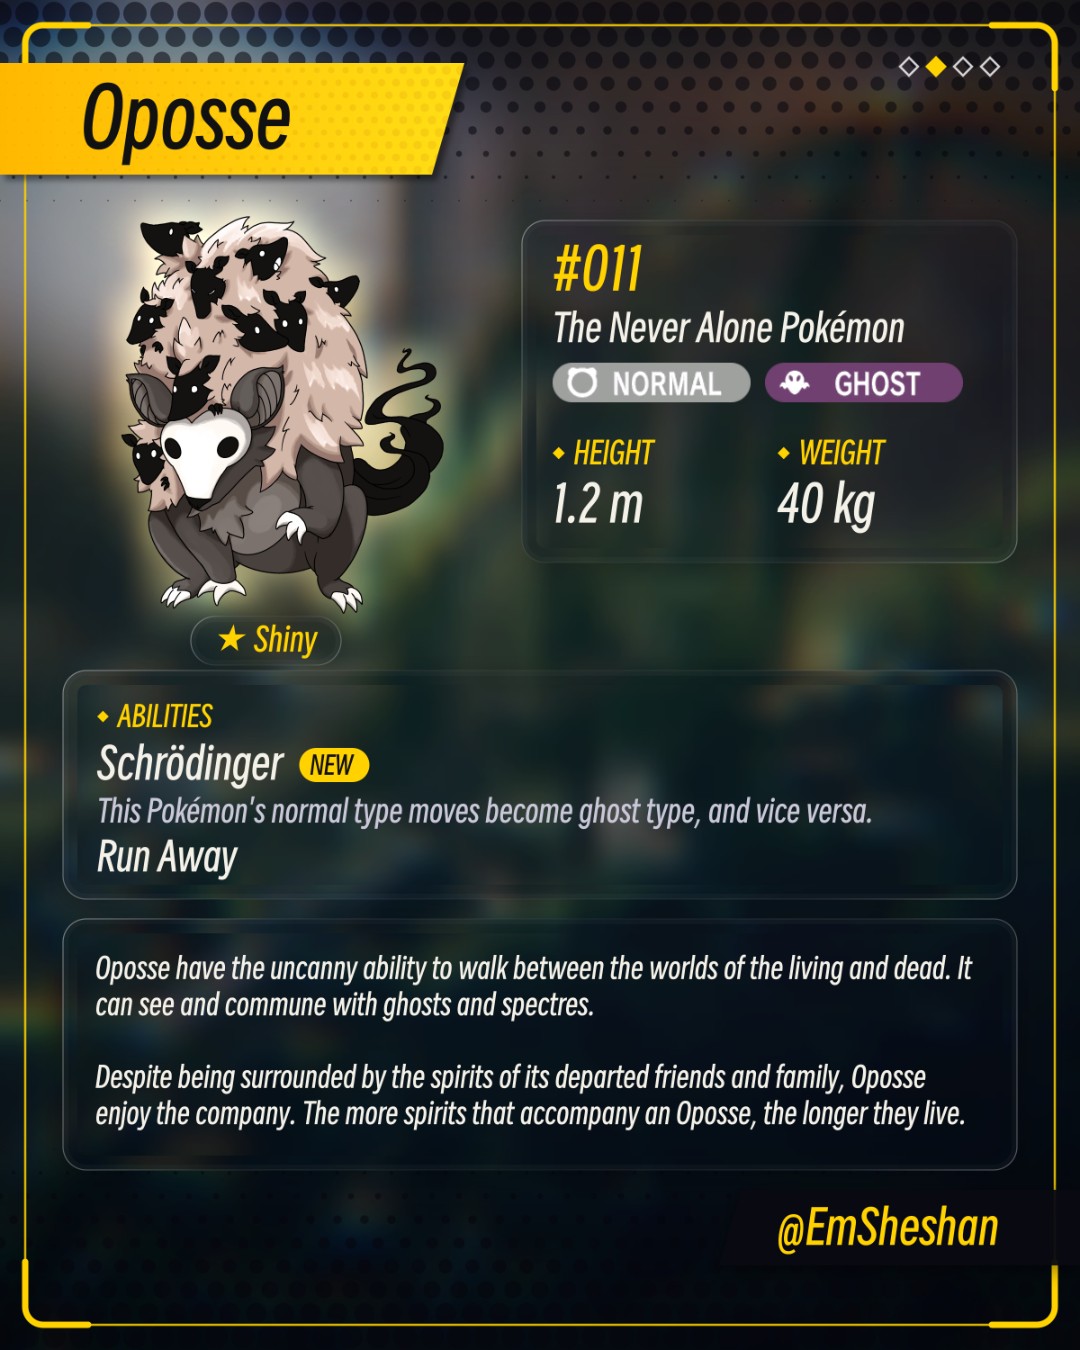 Oposse
#011
The Never Alone Pokémon
NORMAL GHOST
HEIGHT WEIGHT
1.2 m 40 kg
Shiny
ABILITIES
Schrödinger NEW
This Pokémon's normal type moves become ghost type, and vice versa.
Run Away
Oposse have the uncanny ability to walk between the worlds of the living and dead. It
can see and commune with ghosts and spectres.
Despite being surrounded by the spirits of its departed friends and family, Oposse
enjoy the company. The more spirits that accompany an Oposse, the longer they live.
@EmSheshan